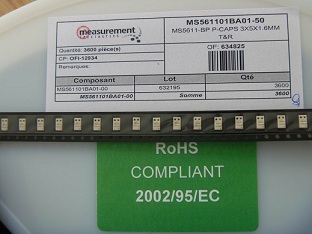 measurement
SPECIALTIES
MS561101BA01-50
MS5611-BP P-CAPS 3X5X1.6MM
T&R
Quantité: 3600 pièce(s)
CP: OFI-12934
OF: 634825
Remarques:
Composant Lot Qté
MS561101BA01-00 632195 3600
MS561101BA01-50 Somme 3600
RoHS
COMPLIANT
2002/95/EC